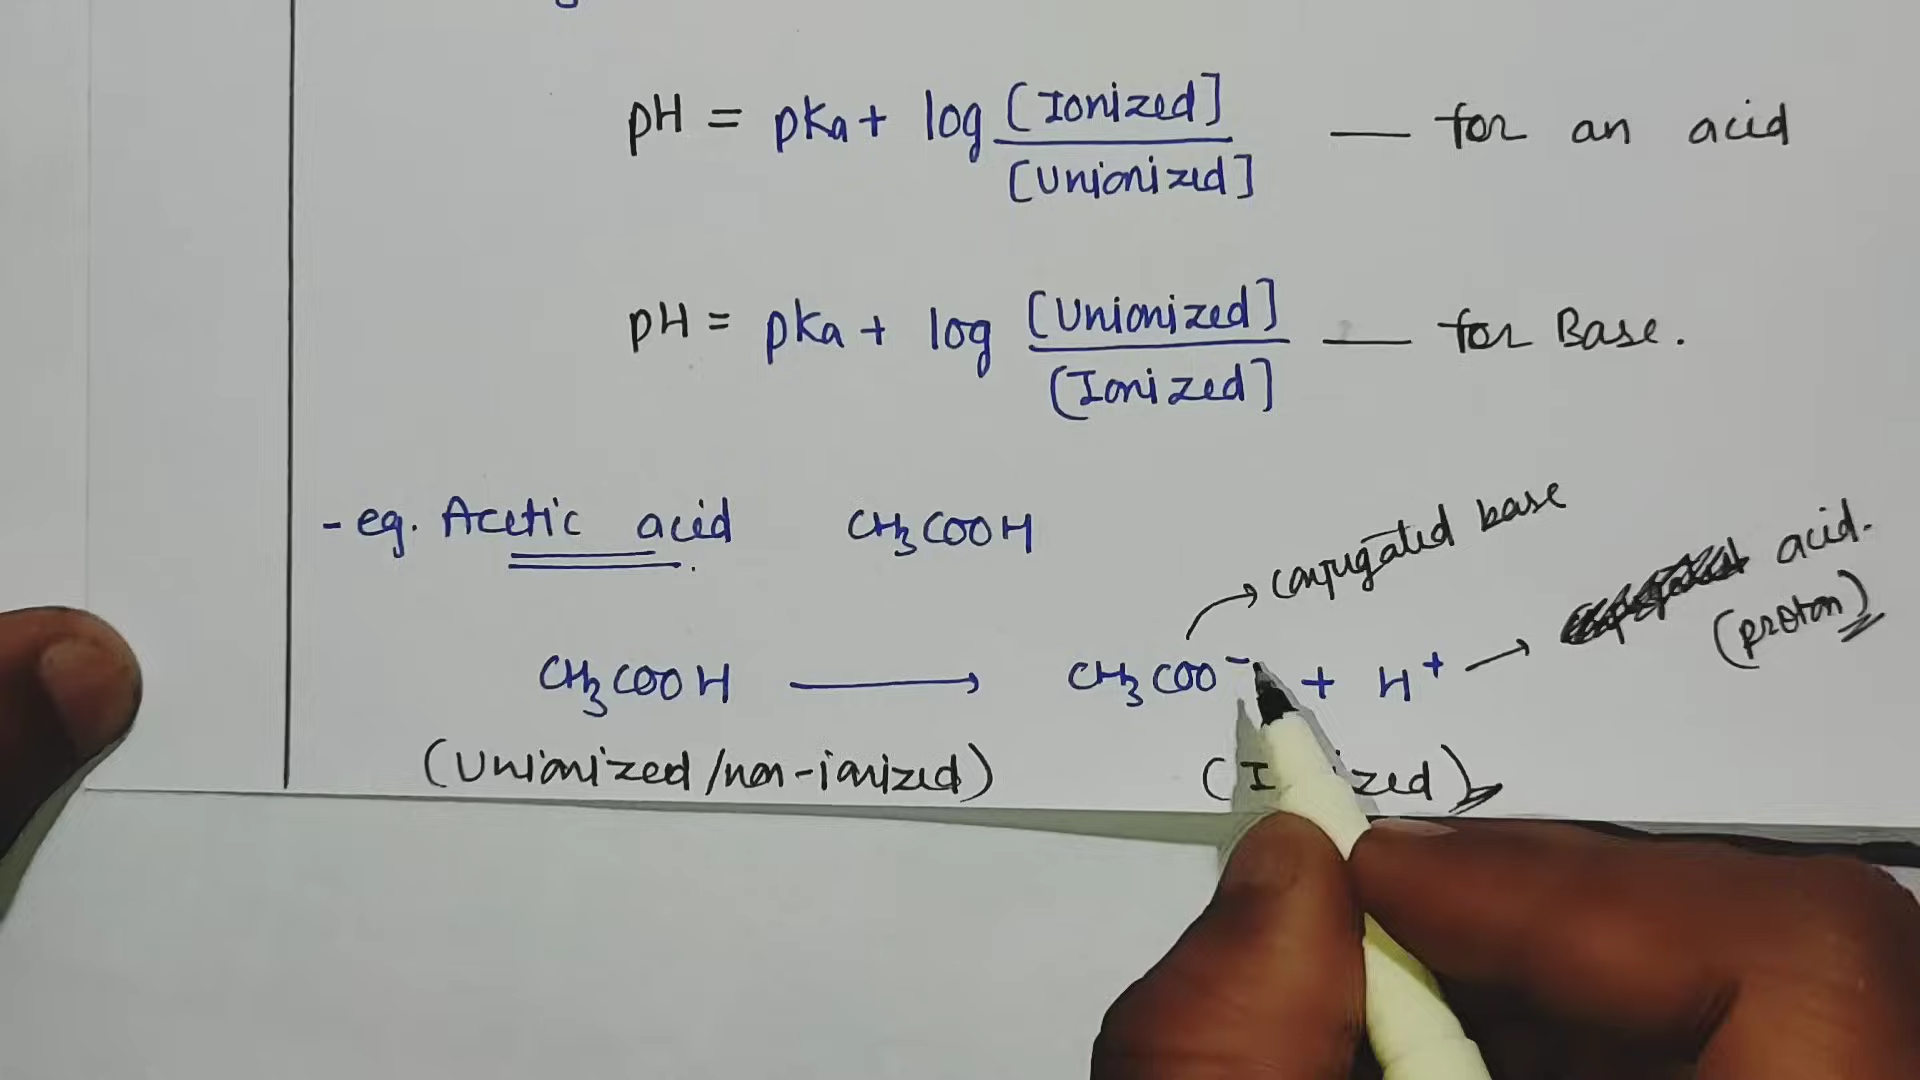 pH = pKa + log [Ionized] / [Unionized] — for an acid
pH = pKa + log [Unionized] / [Ionized] — for Base.
- eg. Acetic acid CH3COOH
→ conjugated base
acid.
(proton)
CH3COOH ⟶ CH3COO⁻ + H⁺ →
(Unionized/non-ionized)